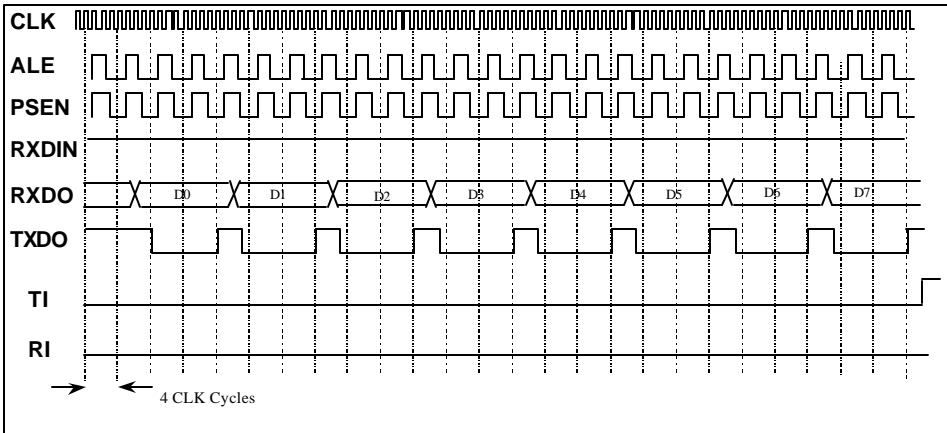 CLK
ALE
PSEN
RXDIN
RXDO D0 D1 D2 D3 D4 D5 D6 D7
TXDO
TI
RI
4 CLK Cycles